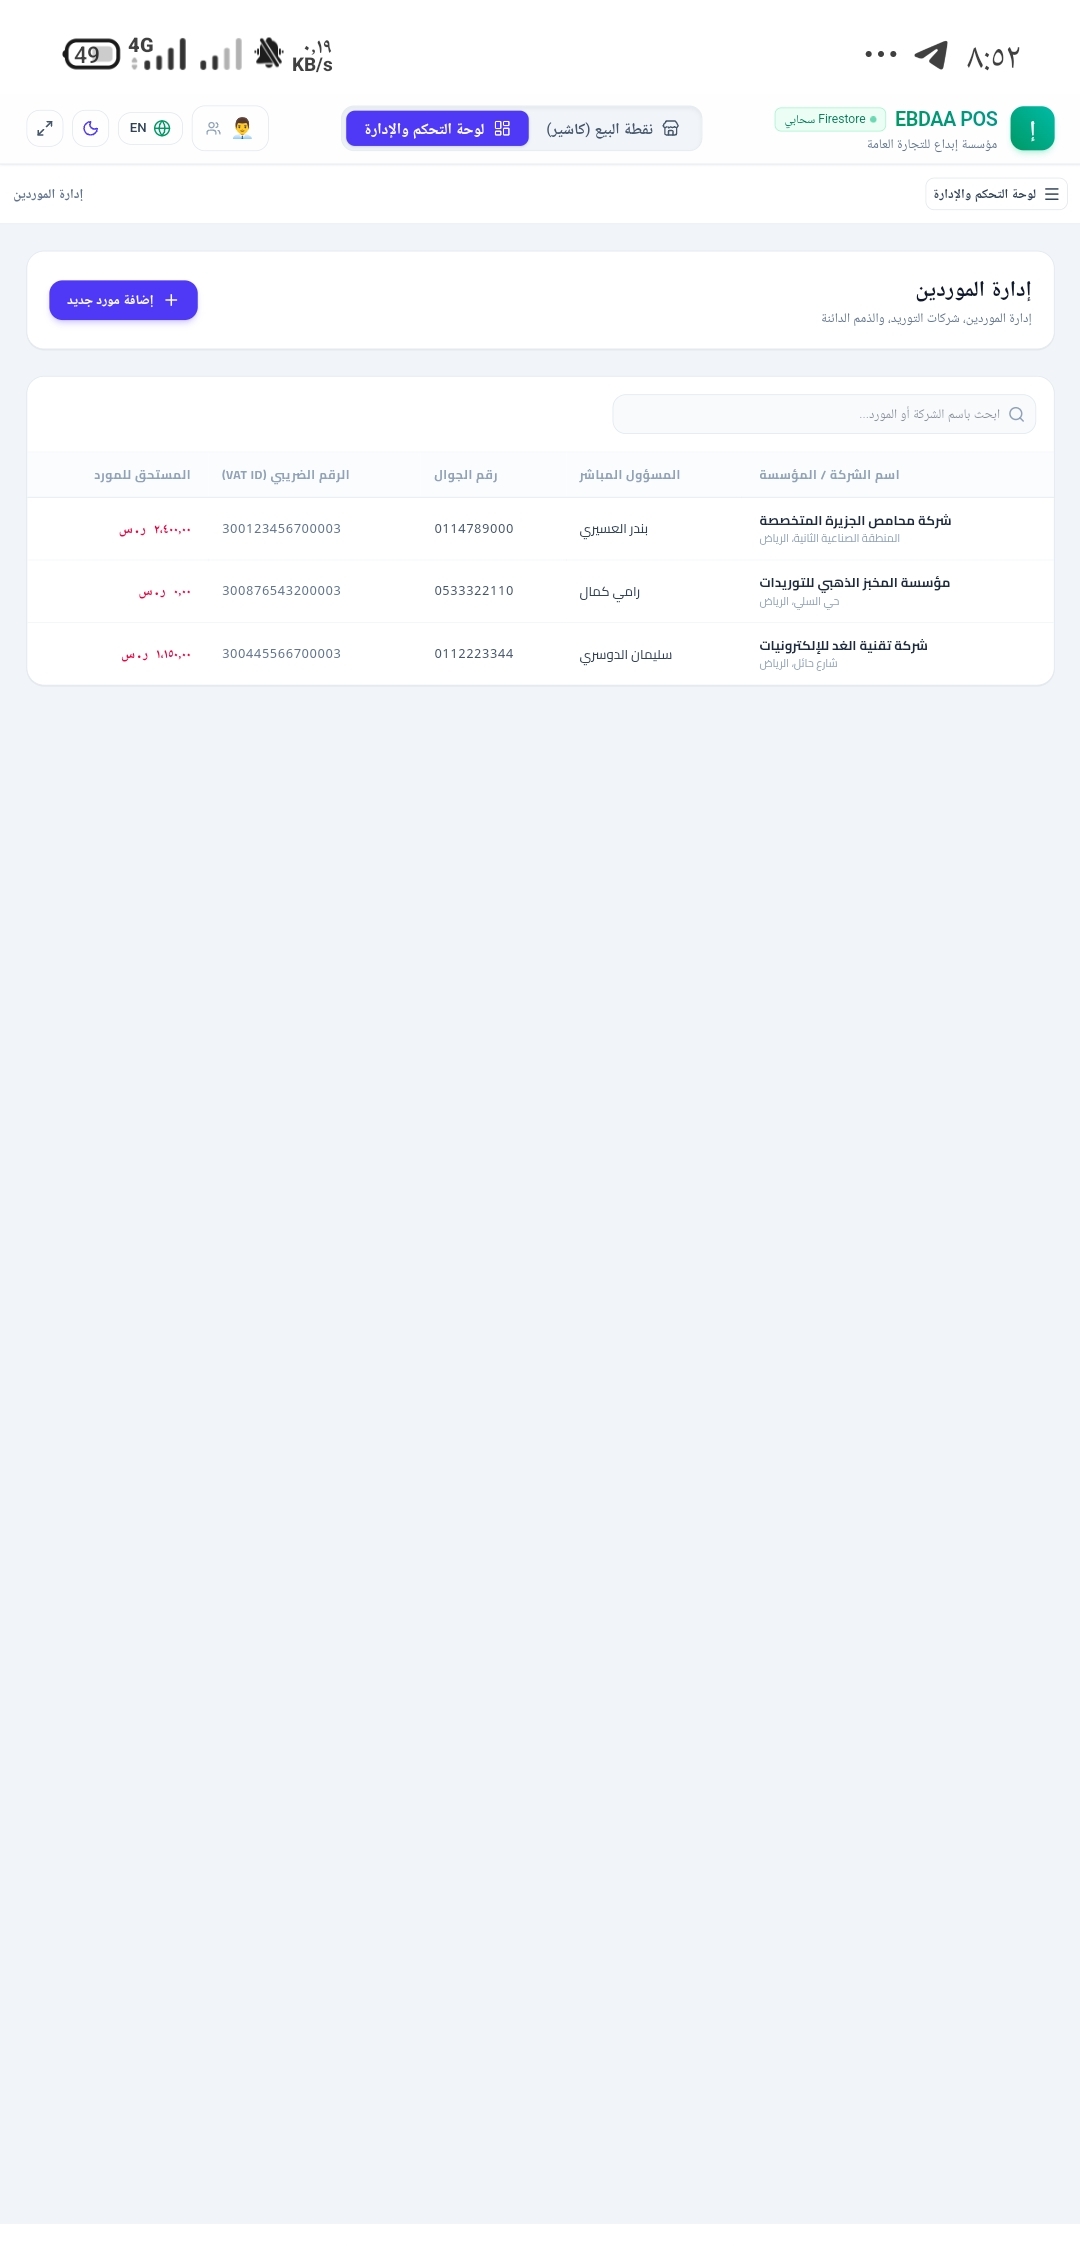 ٨:٥٢
٠,١٩ KB/s
4G
49
EBDAA POS
Firestore سحابي
مؤسسة إبداع للتجارة العامة
إ
نقطة البيع (كاشير)
لوحة التحكم والإدارة
EN
لوحة التحكم والإدارة
إدارة الموردين
إدارة الموردين
إدارة الموردين، شركات التوريد، والذمم الدائنة
إضافة مورد جديد
ابحث باسم الشركة أو المورد...
اسم الشركة / المؤسسة المسؤول المباشر رقم الجوال الرقم الضريبي (VAT ID) المستحق للمورد
شركة محامص الجزيرة المتخصصة بندر العسيري 0114789000 300123456700003 ٢٬٤٠٠٫٠٠ ر.س
المنطقة الصناعية الثانية، الرياض
مؤسسة المخبز الذهبي للتوريدات رامي كمال 0533322110 300876543200003 ٠٫٠٠ ر.س
حي السلي، الرياض
شركة تقنية الغد للإلكترونيات سليمان الدوسري 0112223344 300445566700003 ١٬١٥٠٫٠٠ ر.س
شارع حائل، الرياض